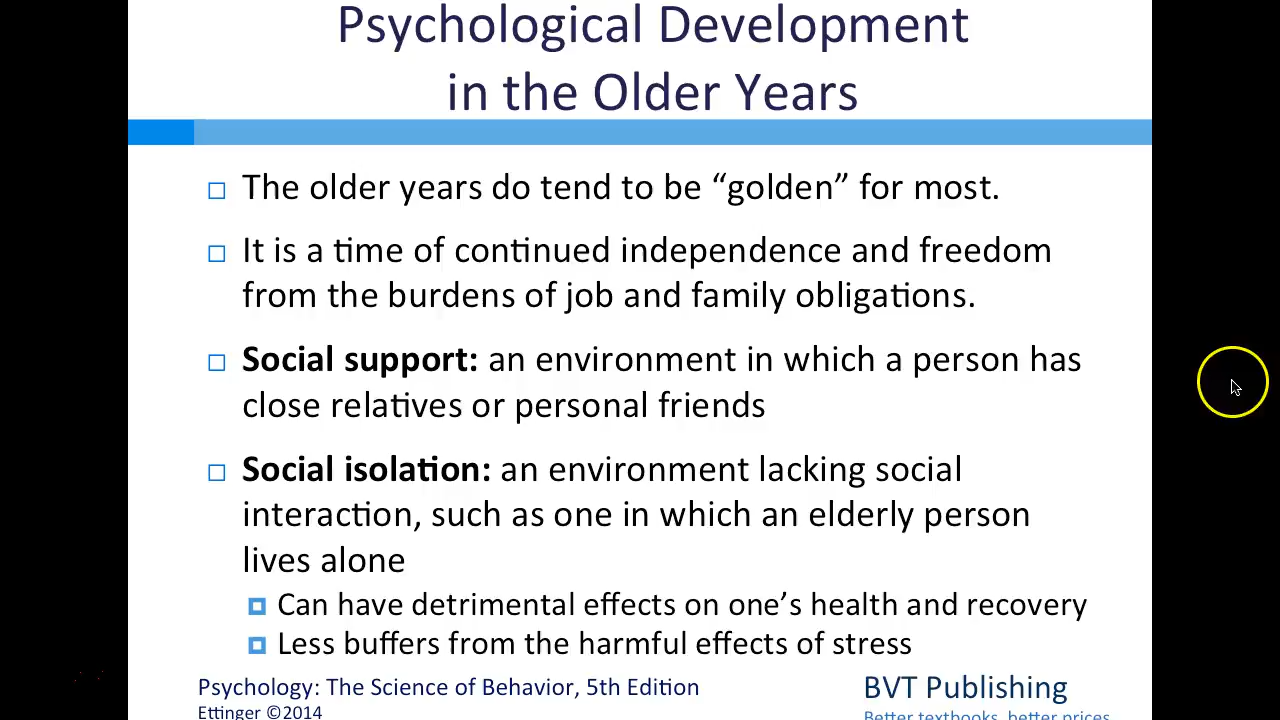 Psychological Development
in the Older Years
The older years do tend to be “golden” for most.
It is a time of continued independence and freedom
from the burdens of job and family obligations.
Social support: an environment in which a person has
close relatives or personal friends
Social isolation: an environment lacking social
interaction, such as one in which an elderly person
lives alone
Can have detrimental effects on one’s health and recovery
Less buffers from the harmful effects of stress
Psychology: The Science of Behavior, 5th Edition
Ettinger ©2014
BVT Publishing
Better textbooks, better prices